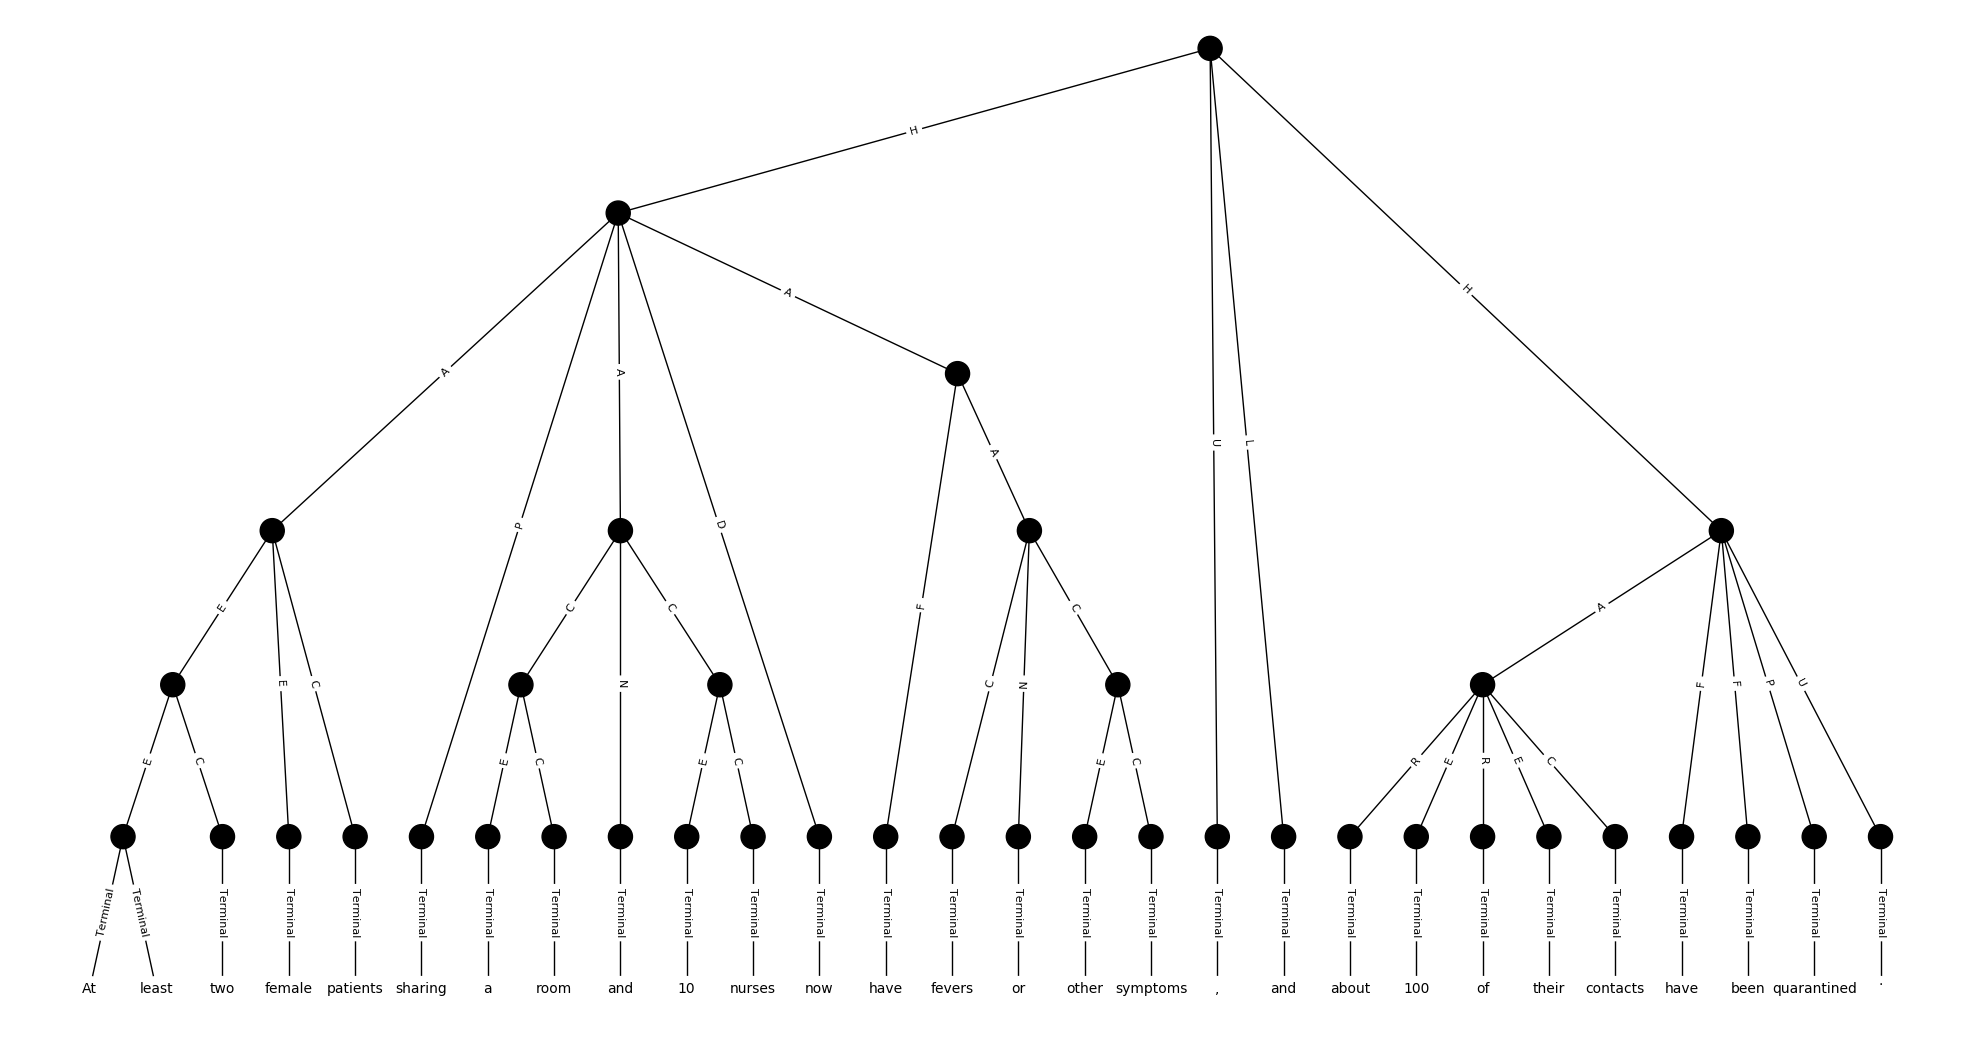 H
A
A
A
H
A
U
L
P
D
E
C
C
F
C
A
E
C
N
C
N
F
F
P
U
E
C
E
C
E
C
E
C
R
E
R
E
C
Terminal Terminal Terminal Terminal Terminal Terminal Terminal Terminal Terminal Terminal Terminal Terminal Terminal Terminal Terminal Terminal Terminal Terminal Terminal Terminal Terminal Terminal Terminal Terminal Terminal Terminal Terminal Terminal
At least two female patients sharing a room and 10 nurses now have fevers or other symptoms , and about 100 of their contacts have been quarantined .